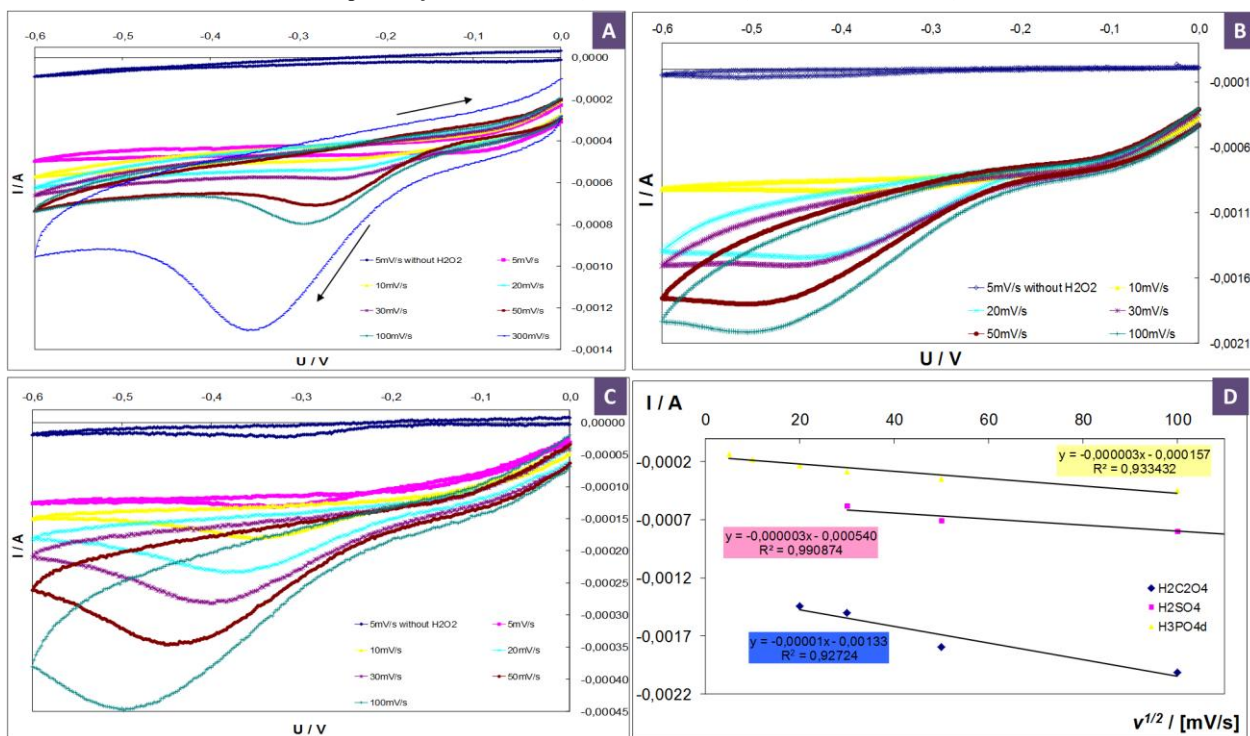 -0,6 -0,5 -0,4 -0,3 -0,2 -0,1 0,0
A
0,0000
-0,0002
-0,0004
-0,0006
-0,0008
-0,0010
-0,0012
-0,0014
I / A
5mV/s without H2O2 5mV/s
10mV/s 20mV/s
30mV/s 50mV/s
100mV/s 300mV/s
U / V
-0,6 -0,5 -0,4 -0,3 -0,2 -0,1 0,0
B
-0,0001
-0,0006
-0,0011
-0,0016
-0,0021
I / A
5mV/s without H2O2 10mV/s
20mV/s 30mV/s
50mV/s 100mV/s
U / V
-0,6 -0,5 -0,4 -0,3 -0,2 -0,1 0,0
C
0,00000
-0,00005
-0,00010
-0,00015
-0,00020
-0,00025
-0,00030
-0,00035
-0,00040
-0,00045
I / A
5mV/s without H2O2 5mV/s
10mV/s 20mV/s
30mV/s 50mV/s
100mV/s
U / V
I / A
D
0 20 40 60 80 100
-0,0002
-0,0007
-0,0012
-0,0017
-0,0022
y = -0,000003x - 0,000157
R² = 0,933432
y = -0,000003x - 0,000540
R² = 0,990874
y = -0,00001x - 0,00133
R² = 0,92724
H2C2O4
H2SO4
H3PO4d
v^1/2 / [mV/s]